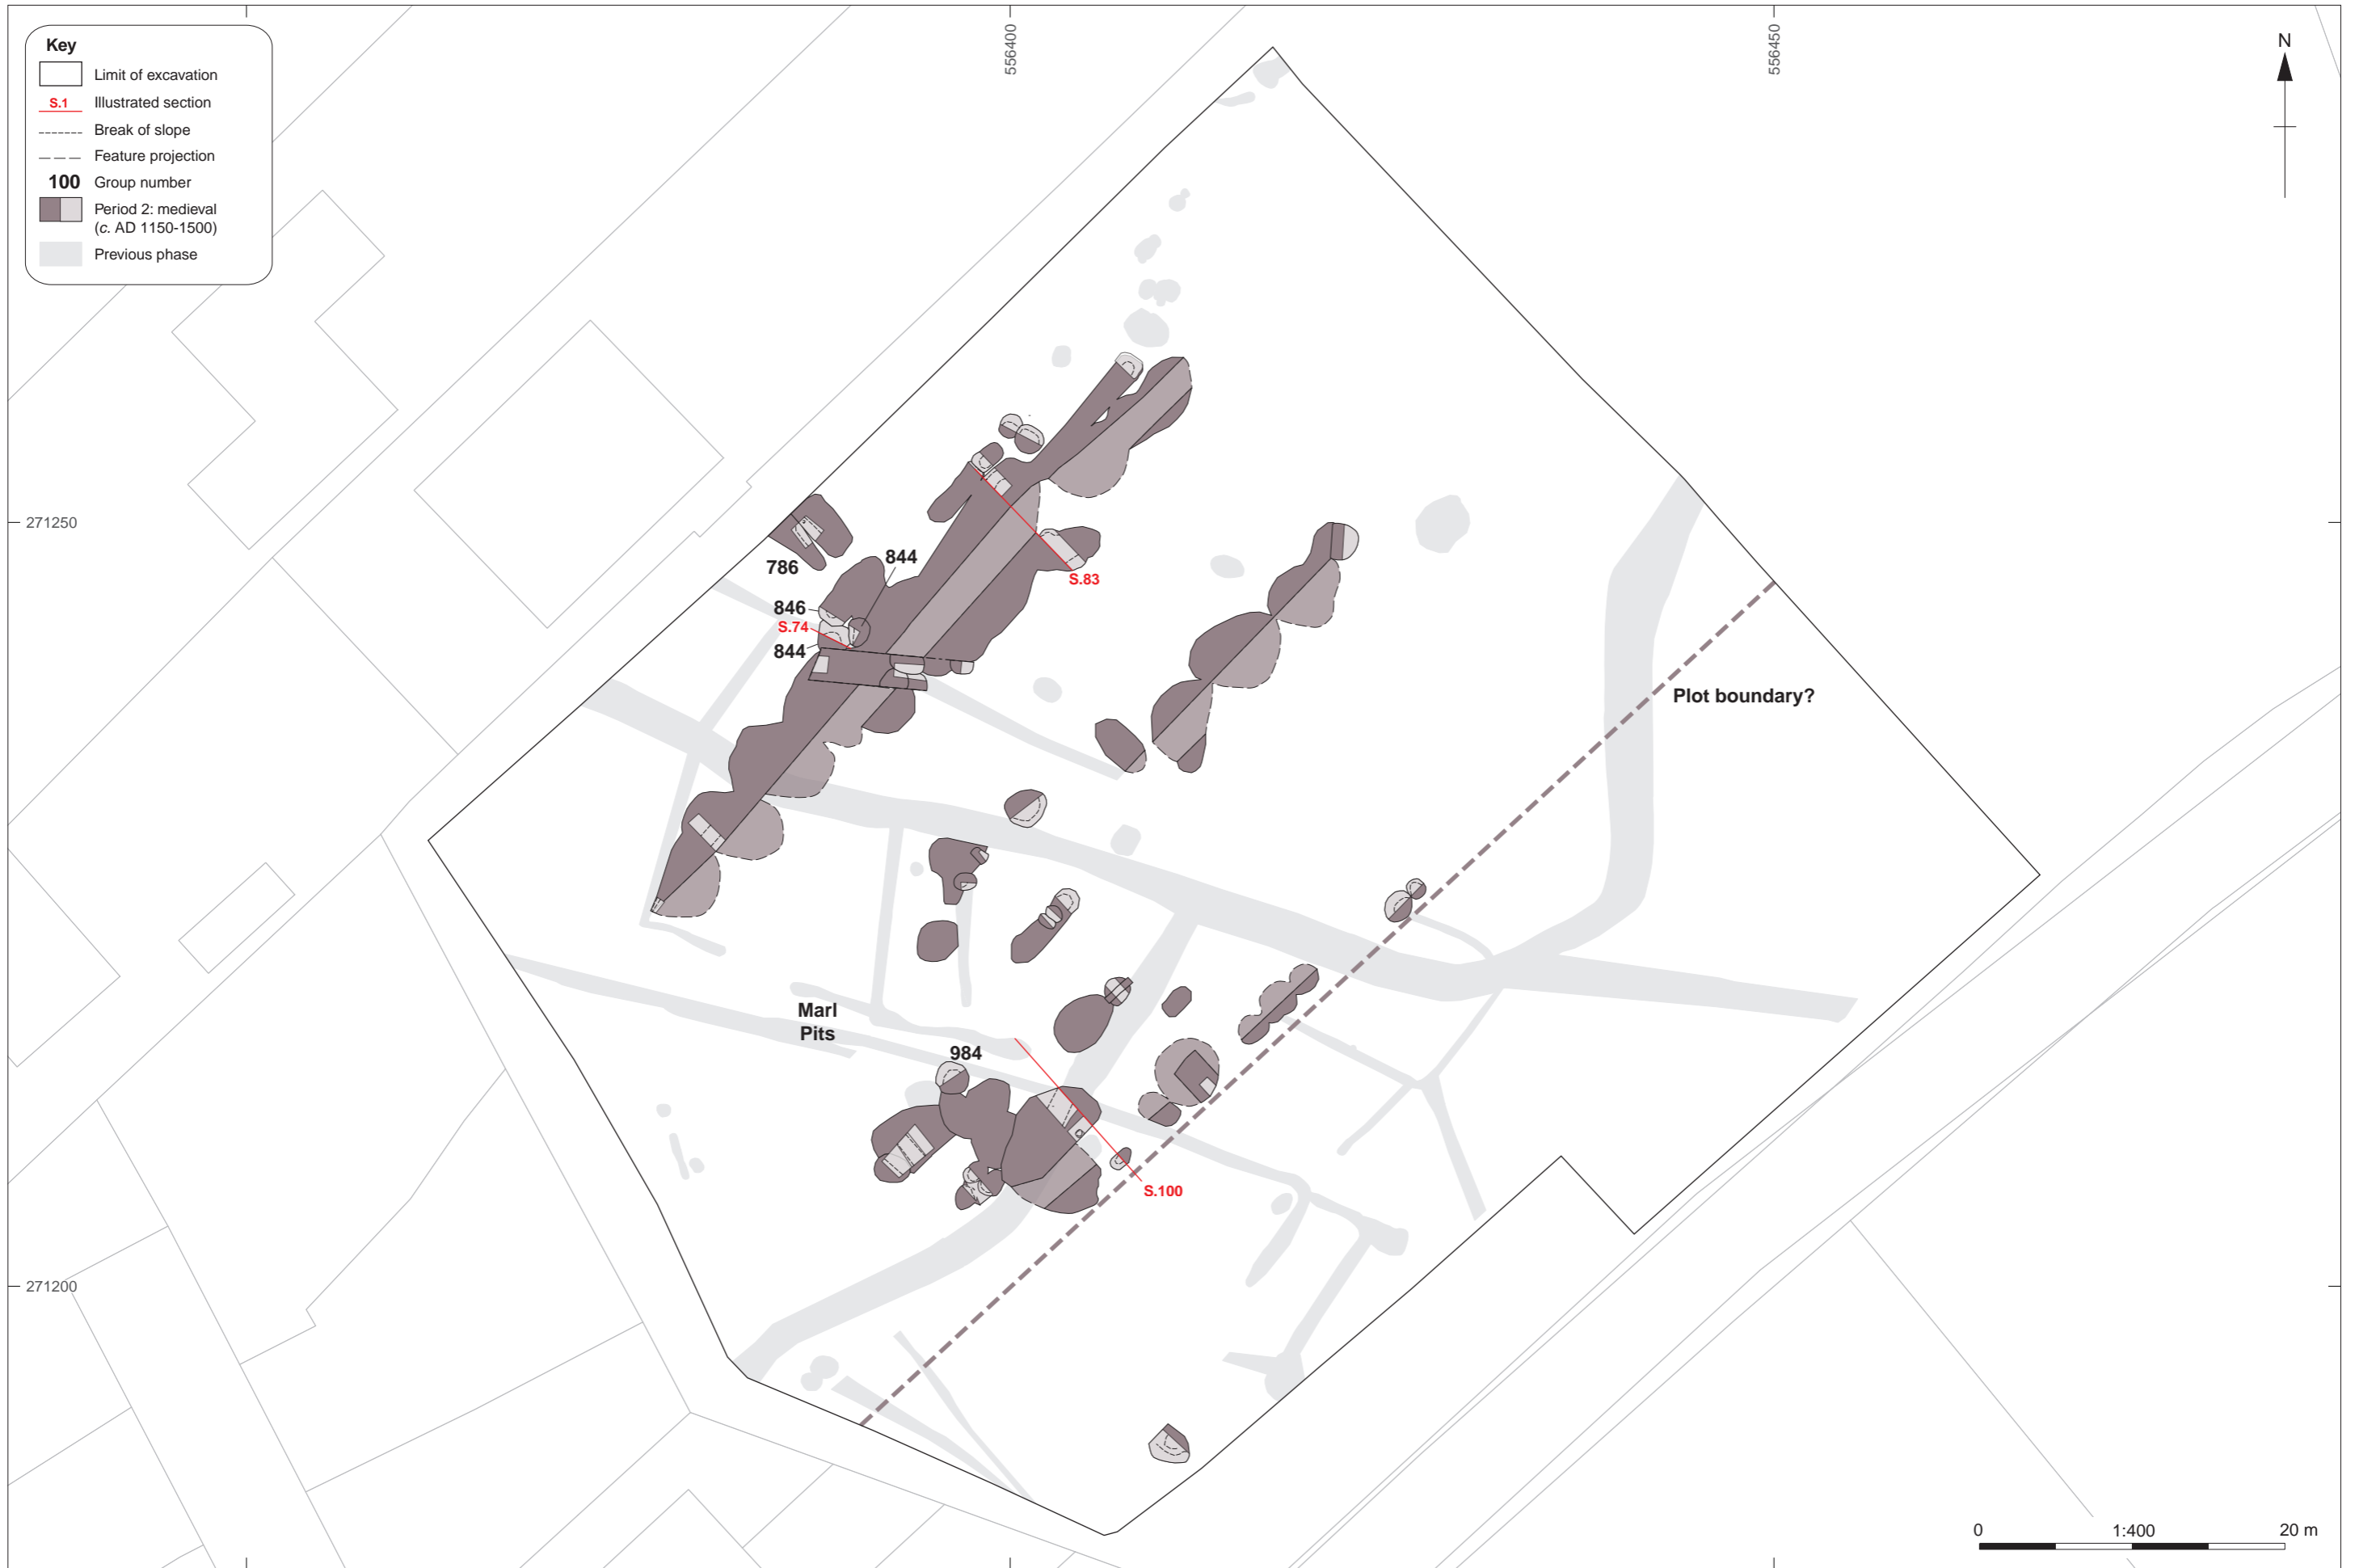 Key
Limit of excavation
S.1 Illustrated section
Break of slope
Feature projection
100 Group number
Period 2: medieval
(c. AD 1150-1500)
Previous phase
556400
556450
N
271250
786
844
846
S.74
844
S.83
Plot boundary?
Marl
Pits
984
S.100
271200
0 1:400 20 m